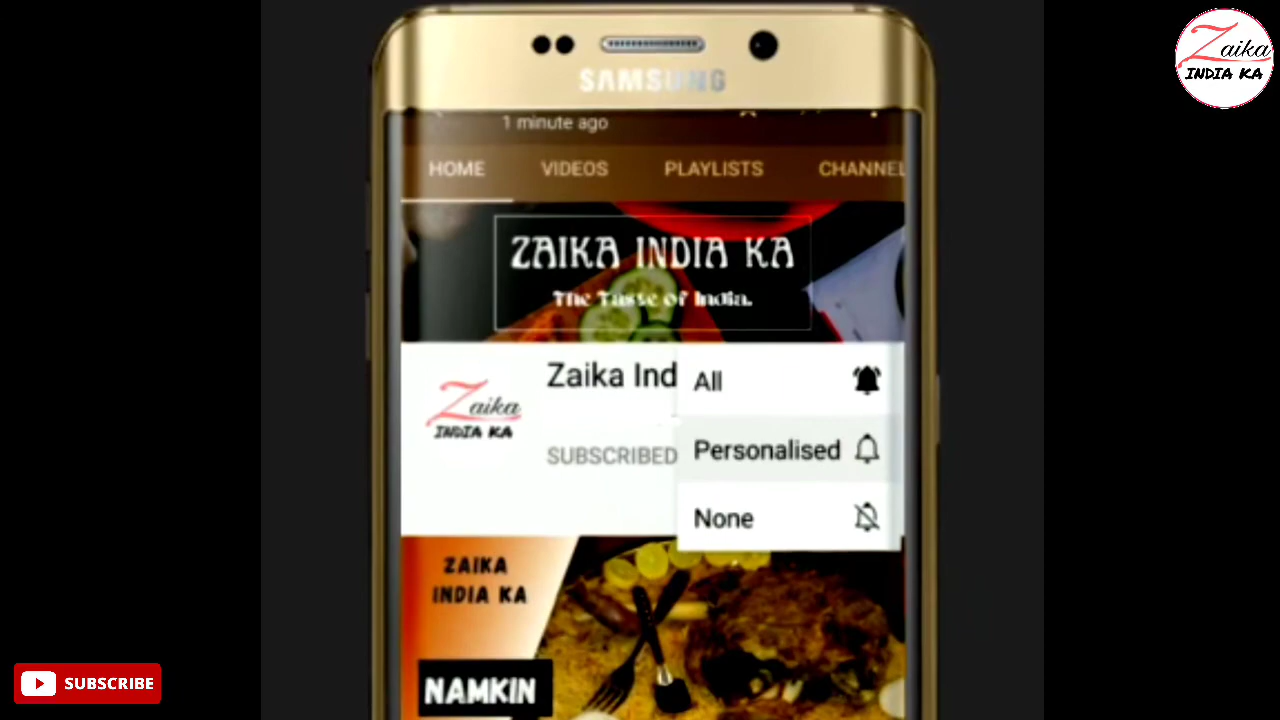 Zaika
INDIA KA
SAMSUNG
1 minute ago
HOME VIDEOS PLAYLISTS CHANNEL
ZAIKA INDIA KA
The Taste of India.
Zaika
INDIA KA
Zaika Ind
SUBSCRIBED
All
Personalised
None
ZAIKA
INDIA KA
NAMKIN
SUBSCRIBE